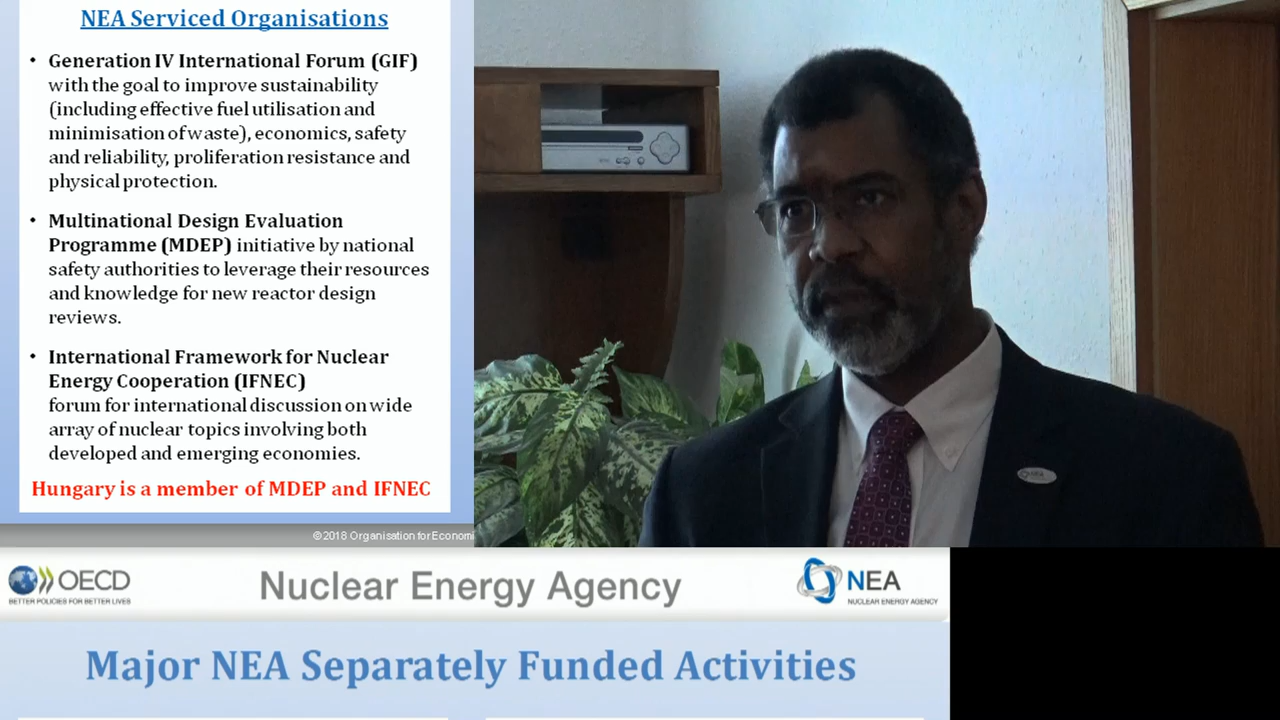 NEA Serviced Organisations
• Generation IV International Forum (GIF)
with the goal to improve sustainability
(including effective fuel utilisation and
minimisation of waste), economics, safety
and reliability, proliferation resistance and
physical protection.
• Multinational Design Evaluation
Programme (MDEP) initiative by national
safety authorities to leverage their resources
and knowledge for new reactor design
reviews.
• International Framework for Nuclear
Energy Cooperation (IFNEC)
forum for international discussion on wide
array of nuclear topics involving both
developed and emerging economies.
Hungary is a member of MDEP and IFNEC
©2018 Organisation for Economi
OECD
BETTER POLICIES FOR BETTER LIVES
Nuclear Energy Agency
NEA
NUCLEAR ENERGY AGENCY
Major NEA Separately Funded Activities